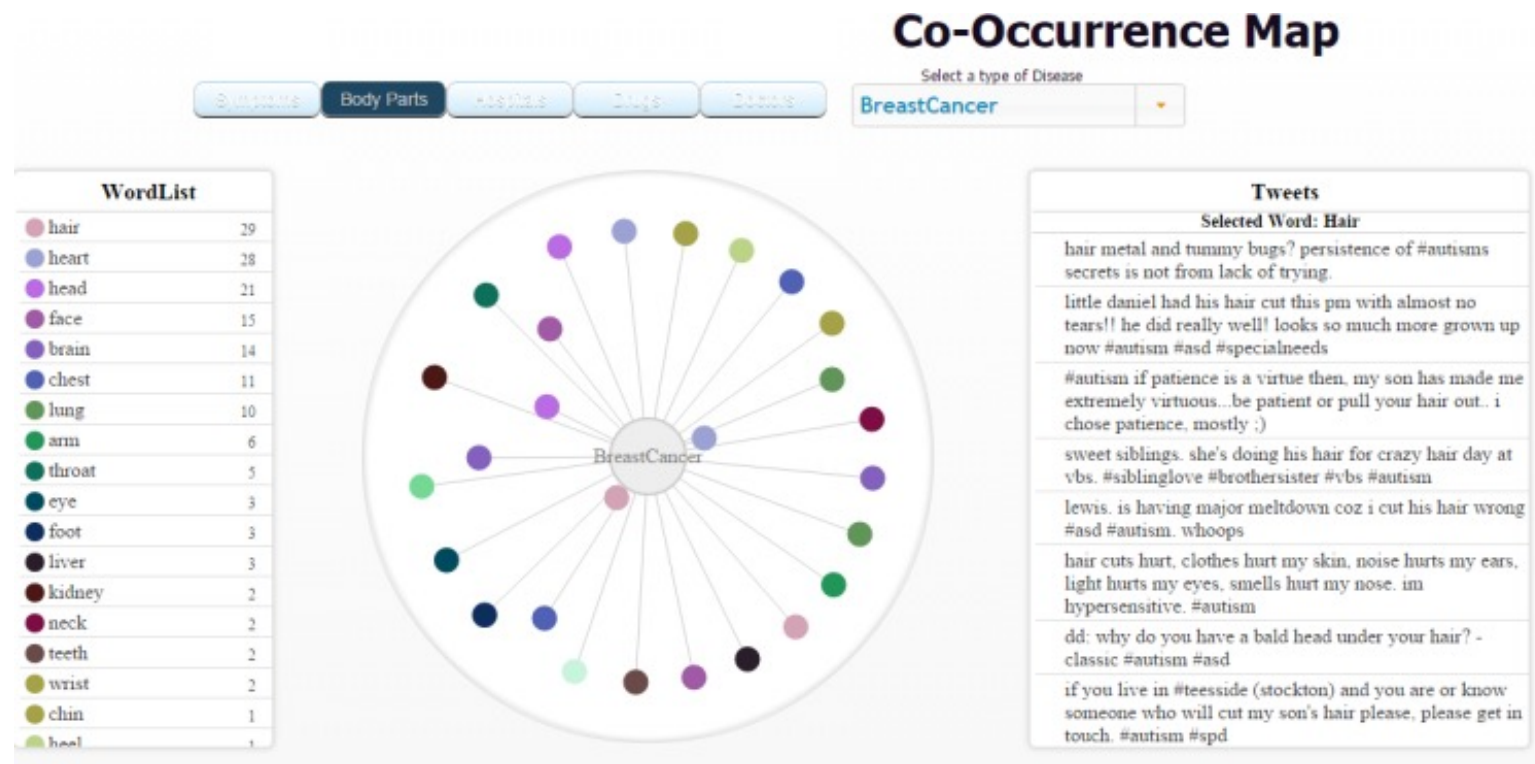 Co-Occurrence Map
Select a type of Disease
Symptoms
Body Parts
Hospitals
Drugs
Doctors
BreastCancer
WordList
hair 29
heart 28
head 21
face 15
brain 14
chest 11
lung 10
arm 6
throat 5
eye 3
foot 3
liver 3
kidney 2
neck 2
teeth 2
wrist 2
chin 1
heel 1
BreastCancer
Tweets
Selected Word: Hair
hair metal and tummy bugs? persistence of #autisms
secrets is not from lack of trying.
little daniel had his hair cut this pm with almost no
tears!! he did really well! looks so much more grown up
now #autism #asd #specialneeds
#autism if patience is a virtue then, my son has made me
extremely virtuous...be patient or pull your hair out.. i
chose patience, mostly ;)
sweet siblings. she's doing his hair for crazy hair day at
vbs. #siblinglove #brothersister #vbs #autism
lewis. is having major meltdown coz i cut his hair wrong
#asd #autism. whoops
hair cuts hurt, clothes hurt my skin, noise hurts my ears,
light hurts my eyes, smells hurt my nose. im
hypersensitive. #autism
dd: why do you have a bald head under your hair? -
classic #autism #asd
if you live in #teesside (stockton) and you are or know
someone who will cut my son's hair please, please get in
touch. #autism #spd